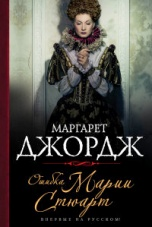 МАРГАРЕТ
ДЖОРДЖ
Ошибка
Марии
Стюарт
ВПЕРВЫЕ НА РУССКОМ!